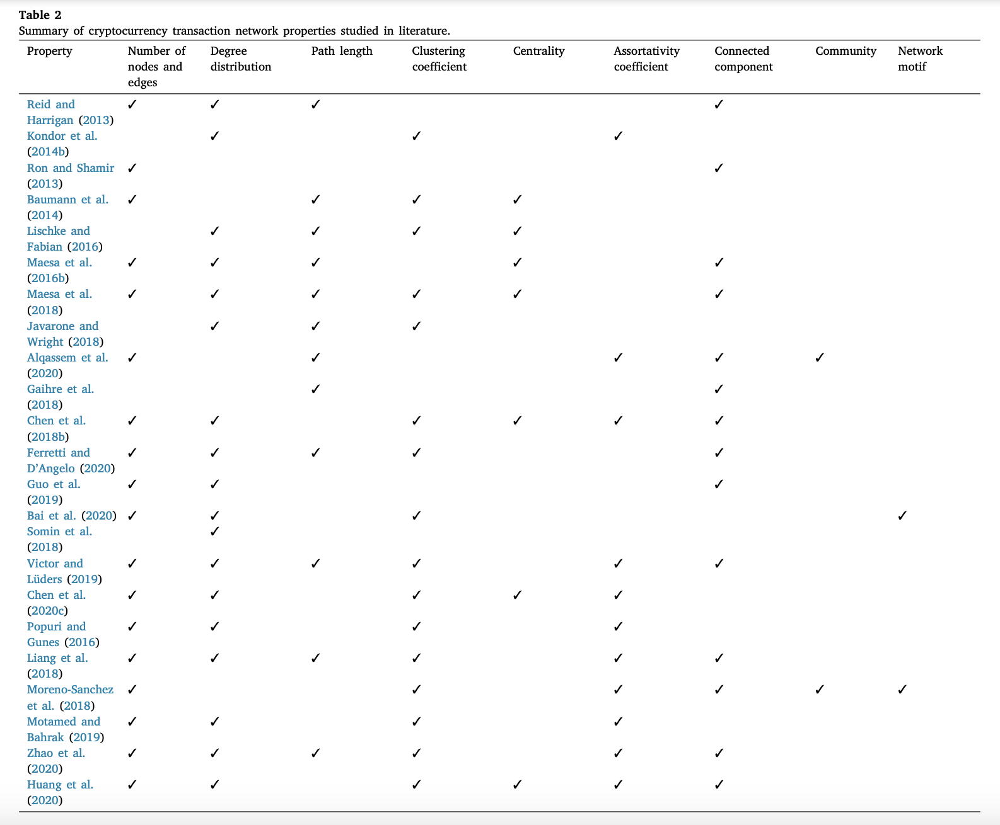 Table 2
Summary of cryptocurrency transaction network properties studied in literature.
Property Number of nodes and edges Degree distribution Path length Clustering coefficient Centrality Assortativity coefficient Connected component Community Network motif
Reid and Harrigan (2013) ✓ ✓ ✓ ✓
Kondor et al. (2014b) ✓ ✓ ✓
Ron and Shamir (2013) ✓ ✓
Baumann et al. (2014) ✓ ✓ ✓ ✓
Lischke and Fabian (2016) ✓ ✓ ✓ ✓
Maesa et al. (2016b) ✓ ✓ ✓ ✓ ✓
Maesa et al. (2018) ✓ ✓ ✓ ✓ ✓ ✓
Javarone and Wright (2018) ✓ ✓ ✓
Alqassem et al. (2020) ✓ ✓ ✓ ✓ ✓
Gaihre et al. (2018) ✓ ✓
Chen et al. (2018b) ✓ ✓ ✓ ✓ ✓ ✓
Ferretti and D’Angelo (2020) ✓ ✓ ✓ ✓ ✓
Guo et al. (2019) ✓ ✓ ✓
Bai et al. (2020) ✓ ✓ ✓ ✓
Somin et al. (2018) ✓
Victor and Lüders (2019) ✓ ✓ ✓ ✓ ✓ ✓
Chen et al. (2020c) ✓ ✓ ✓ ✓ ✓
Popuri and Gunes (2016) ✓ ✓ ✓ ✓
Liang et al. (2018) ✓ ✓ ✓ ✓ ✓ ✓
Moreno-Sanchez et al. (2018) ✓ ✓ ✓ ✓ ✓ ✓
Motamed and Bahrak (2019) ✓ ✓ ✓ ✓
Zhao et al. (2020) ✓ ✓ ✓ ✓ ✓ ✓
Huang et al. (2020) ✓ ✓ ✓ ✓ ✓ ✓